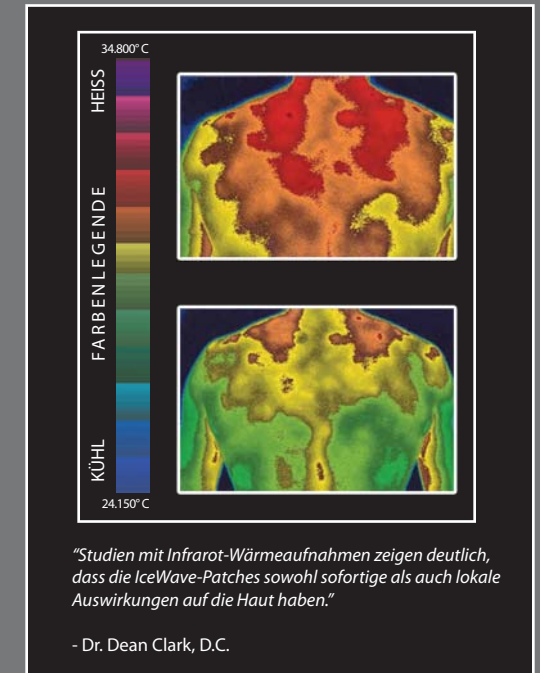 34.800° C
HEISS
FARBENLEGENDE
KÜHL
24.150° C
“Studien mit Infrarot-Wärmeaufnahmen zeigen deutlich,
dass die IceWave-Patches sowohl sofortige als auch lokale
Auswirkungen auf die Haut haben.”
- Dr. Dean Clark, D.C.